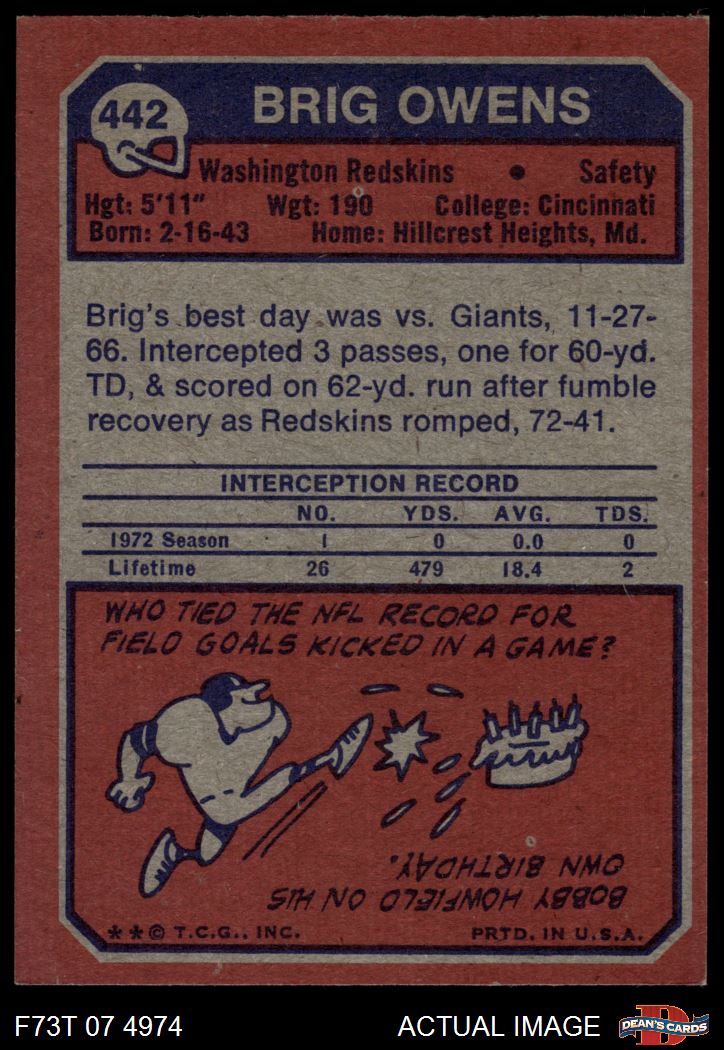 442
BRIG OWENS
Washington Redskins • Safety
Hgt: 5'11" Wgt: 190 College: Cincinnati
Born: 2-16-43 Home: Hillcrest Heights, Md.
Brig's best day was vs. Giants, 11-27-
66. Intercepted 3 passes, one for 60-yd.
TD, & scored on 62-yd. run after fumble
recovery as Redskins romped, 72-41.
INTERCEPTION RECORD
NO. YDS. AVG. TDS.
1972 Season 1 0 0.0 0
Lifetime 26 479 18.4 2
WHO TIED THE NFL RECORD FOR
FIELD GOALS KICKED IN A GAME?
BOBBY HOWFIELD ON HIS
OWN BIRTHDAY.
**© T.C.G., INC. PRTD. IN U.S.A.
F73T 07 4974 ACTUAL IMAGE
D
DEAN'S CARDS